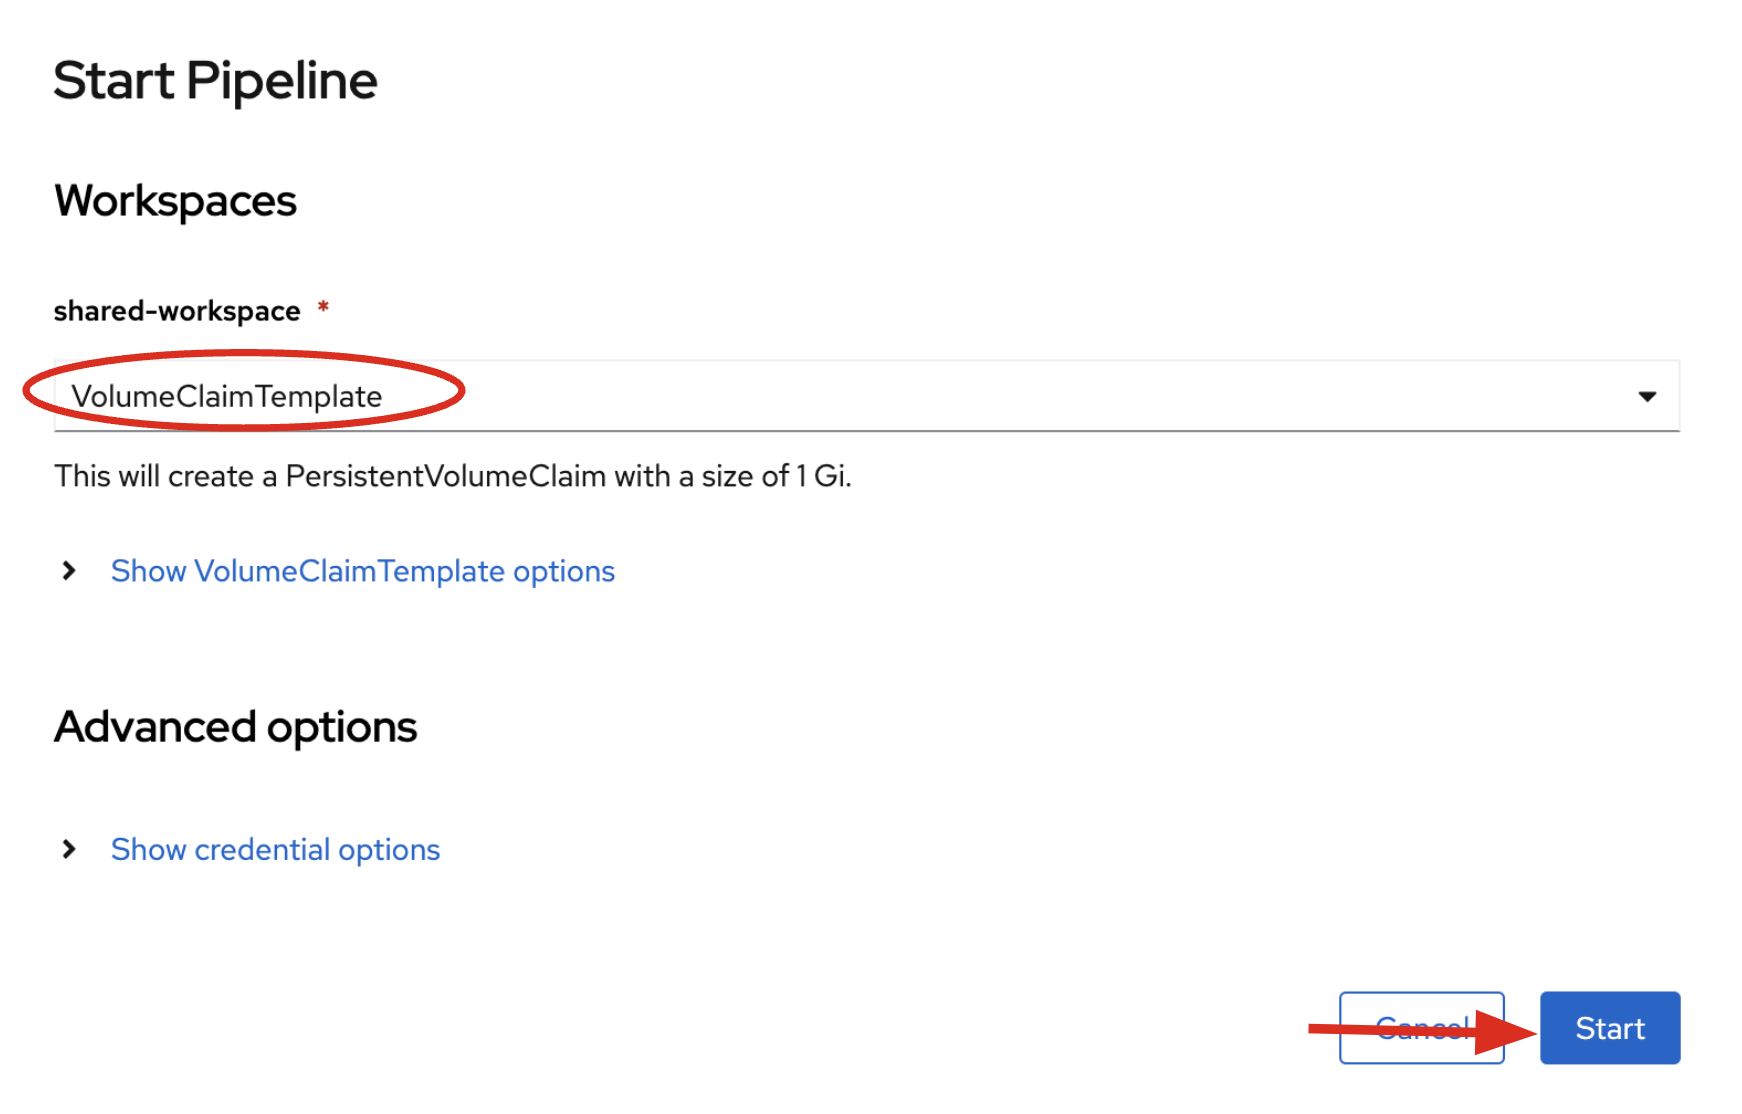 Start Pipeline
Workspaces
shared-workspace *
VolumeClaimTemplate
This will create a PersistentVolumeClaim with a size of 1 Gi.
Show VolumeClaimTemplate options
Advanced options
Show credential options
Cancel
Start